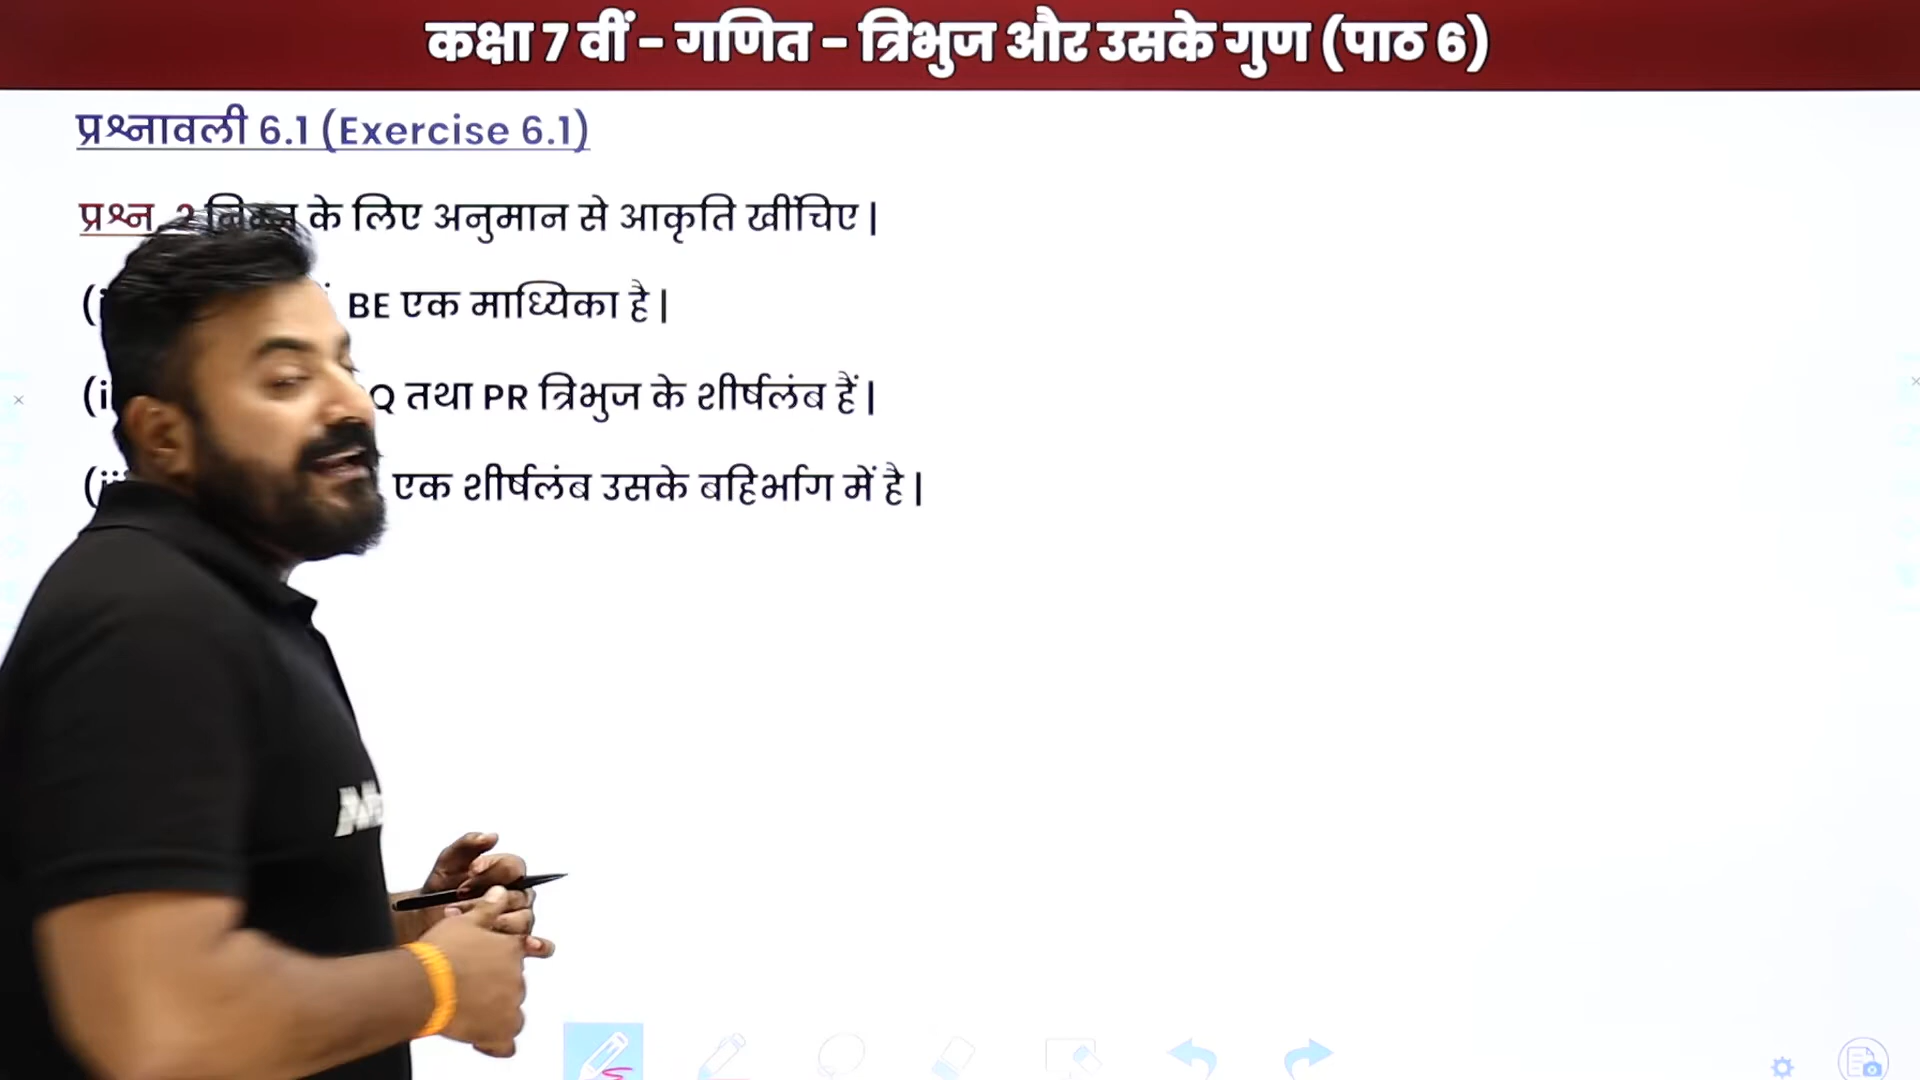 कक्षा 7 वीं - गणित - त्रिभुज और उसके गुण (पाठ 6)
प्रश्नावली 6.1 (Exercise 6.1)
प्रश्न के लिए अनुमान से आकृति खींचिए |
BE एक माध्यिका है |
तथा PR त्रिभुज के शीर्षलंब हैं |
एक शीर्षलंब उसके बहिर्भाग में है |